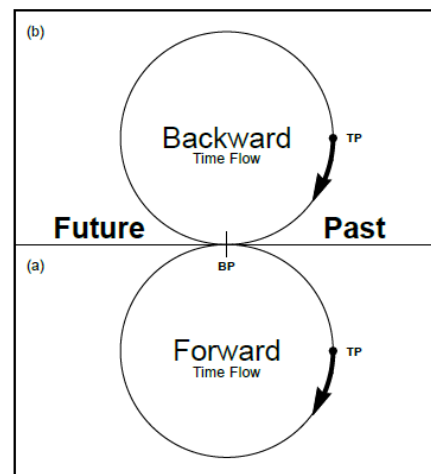 (b)
Backward
Time Flow
TP
Future
Past
(a)
BP
Forward
Time Flow
TP